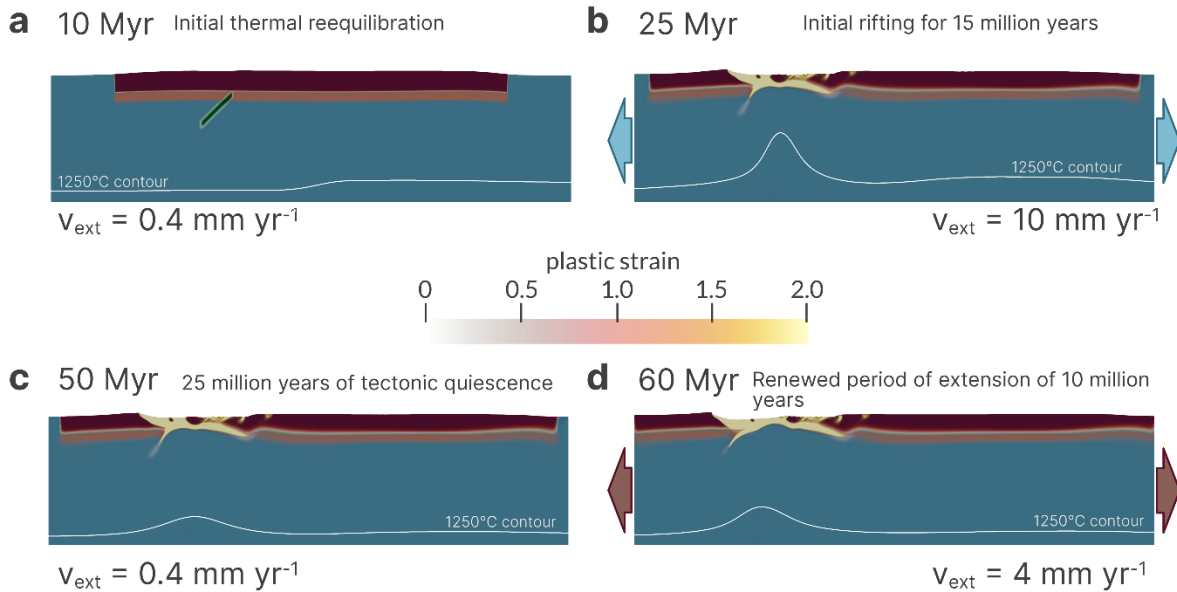 a 10 Myr Initial thermal reequilibration
1250°C contour
v_ext = 0.4 mm yr⁻¹
b 25 Myr Initial rifting for 15 million years
1250°C contour
v_ext = 10 mm yr⁻¹
plastic strain
0 0.5 1.0 1.5 2.0
c 50 Myr 25 million years of tectonic quiescence
1250°C contour
v_ext = 0.4 mm yr⁻¹
d 60 Myr Renewed period of extension of 10 million
years
1250°C contour
v_ext = 4 mm yr⁻¹